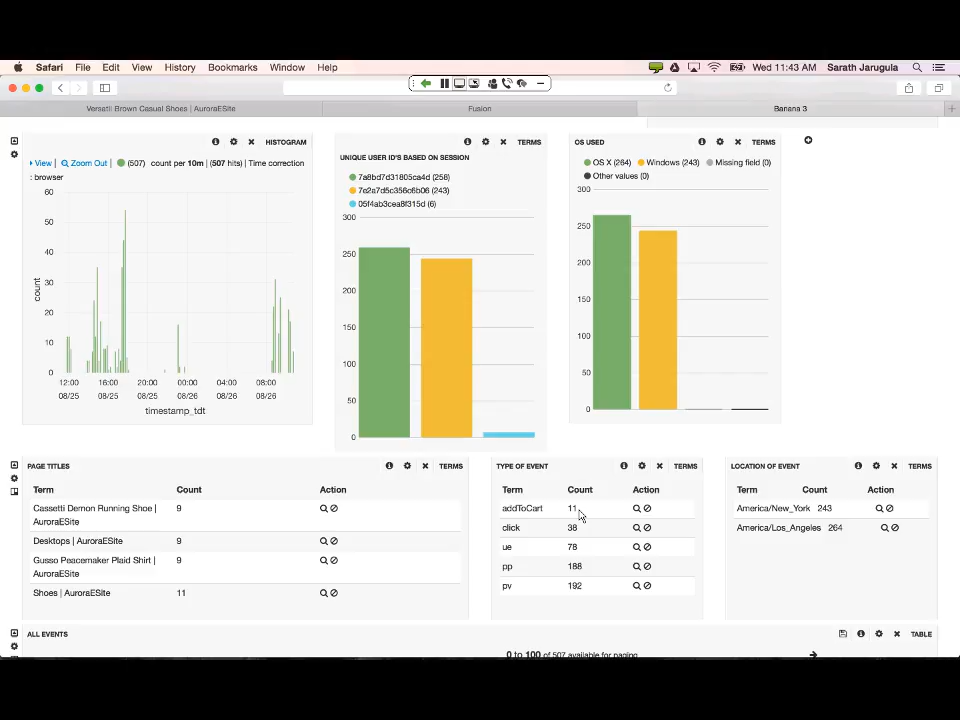 Safari File Edit View History Bookmarks Window Help Wed 11:43 AM Sarath Jarugula
Versatil Brown Casual Shoes | AuroraESite Fusion Banana 3
HISTOGRAM
View | Zoom Out | (507) count per 10m | (507 hits) | Time correction
: browser
60
50
40
30
20
10
0
count
12:00 16:00 20:00 00:00 04:00 08:00
08/25 08/25 08/25 08/26 08/26 08/26
timestamp_tdt
TERMS
UNIQUE USER ID'S BASED ON SESSION
7a8bd7d31805ca4d (258)
7e2a7d5c356c6b06 (243)
05f4ab3cea8f315d (6)
300
250
200
150
100
50
0
OS USED TERMS
OS X (264) Windows (243) Missing field (0)
Other values (0)
300
250
200
150
100
50
0
PAGE TITLES TERMS
Term Count Action
Cassetti Demon Running Shoe | 9
AuroraESite
Desktops | AuroraESite 9
Gusso Peacemaker Plaid Shirt | 9
AuroraESite
Shoes | AuroraESite 11
TYPE OF EVENT TERMS
Term Count Action
addToCart 11
click 38
ue 78
pp 188
pv 192
LOCATION OF EVENT TERMS
Term Count Action
America/New_York 243
America/Los_Angeles 264
ALL EVENTS TABLE
0 to 100 of 507 available for paging